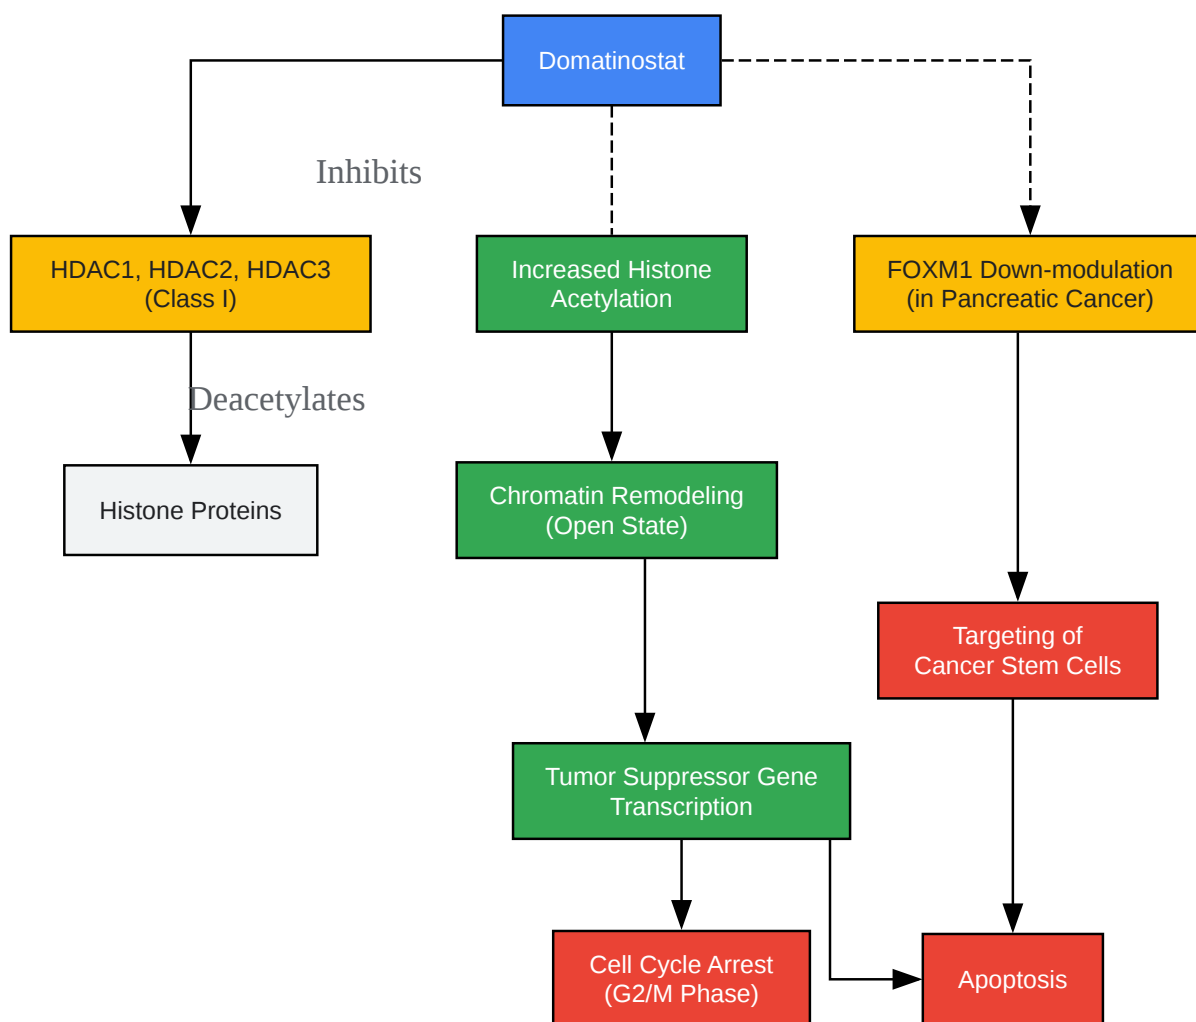 Domatinostat
Inhibits
HDAC1, HDAC2, HDAC3
(Class I)
Increased Histone
Acetylation
FOXM1 Down-modulation
(in Pancreatic Cancer)
Deacetylates
Histone Proteins
Chromatin Remodeling
(Open State)
Targeting of
Cancer Stem Cells
Tumor Suppressor Gene
Transcription
Cell Cycle Arrest
(G2/M Phase)
Apoptosis